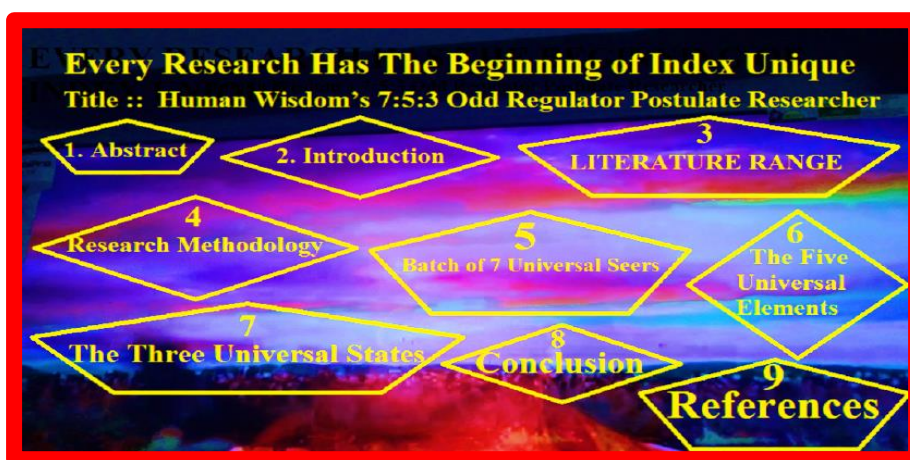 Every Research Has The Beginning of Index Unique
Title :: Human Wisdom's 7:5:3 Odd Regulator Postulate Researcher
1. Abstract
2. Introduction
3
LITERATURE RANGE
4
Research Methodology
5
Batch of 7 Universal Seers
6
The Five
Universal
Elements
7
The Three Universal States
8
Conclusion
9
References